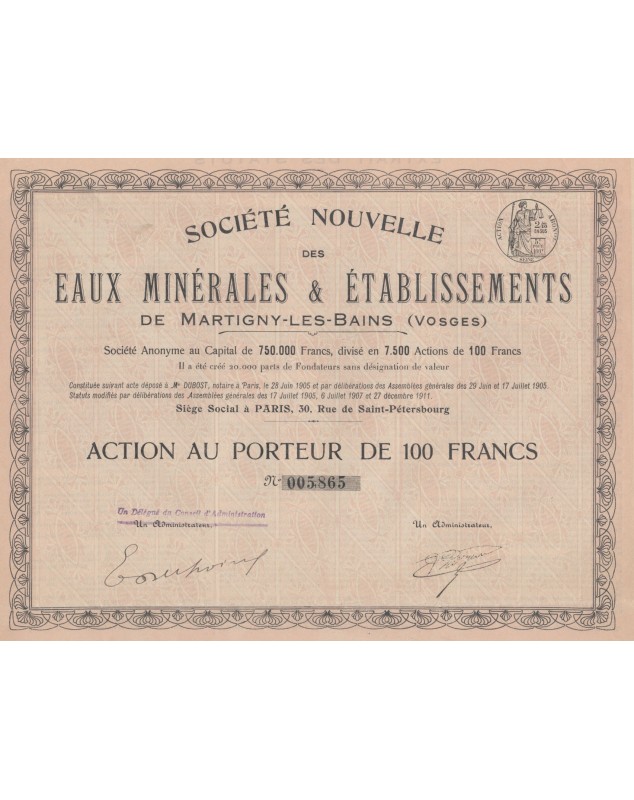 SOCIÉTÉ NOUVELLE
DES
EAUX MINÉRALES & ÉTABLISSEMENTS
DE MARTIGNY-LES-BAINS (VOSGES)
Société Anonyme au Capital de 750.000 Francs, divisé en 7.500 Actions de 100 Francs
Il a été créé 20.000 parts de Fondateurs sans désignation de valeur
Constituée suivant acte déposé à Me DUBOST, notaire à Paris, le 28 Juin 1905 et par délibérations des Assemblées générales des 29 Juin et 17 Juillet 1905.
Statuts modifiés par délibérations des Assemblées générales des 17 Juillet 1905, 6 Juillet 1907 et 27 décembre 1911.
Siège Social à PARIS, 30, Rue de Saint-Pétersbourg
ACTION AU PORTEUR DE 100 FRANCS
No 005,865
Un Délégué du Conseil d'Administration
Un Administrateur,
Un Administrateur,